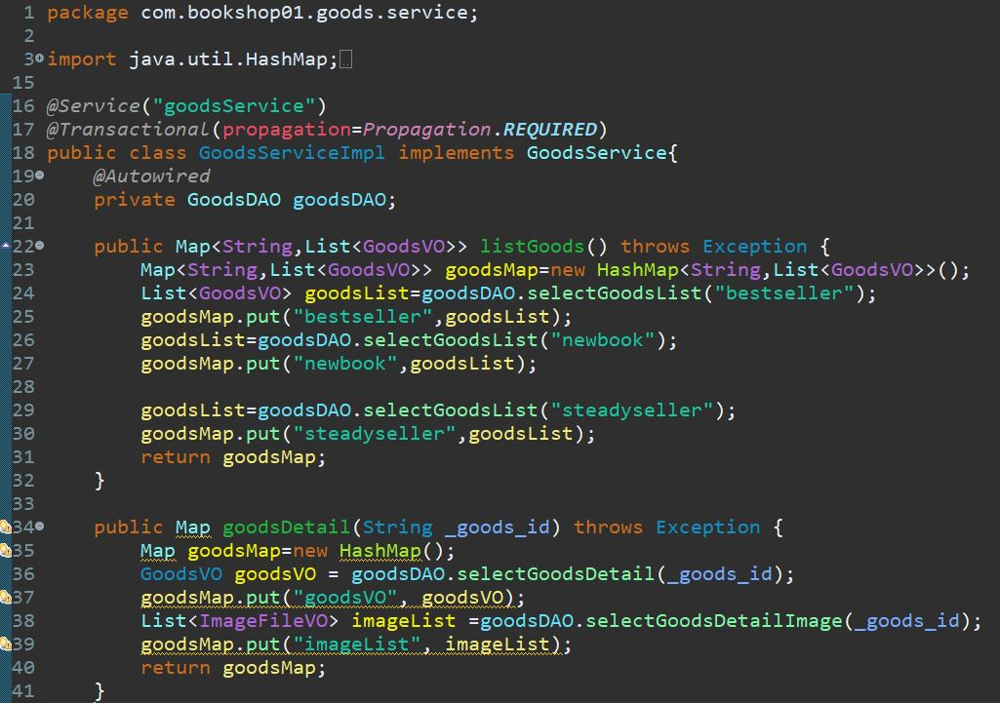 1 package com.bookshop01.goods.service;
2
3 import java.util.HashMap;
15
16 @Service("goodsService")
17 @Transactional(propagation=Propagation.REQUIRED)
18 public class GoodsServiceImpl implements GoodsService{
19 @Autowired
20 private GoodsDAO goodsDAO;
21
22 public Map<String,List<GoodsVO>> listGoods() throws Exception {
23 Map<String,List<GoodsVO>> goodsMap=new HashMap<String,List<GoodsVO>>();
24 List<GoodsVO> goodsList=goodsDAO.selectGoodsList("bestseller");
25 goodsMap.put("bestseller",goodsList);
26 goodsList=goodsDAO.selectGoodsList("newbook");
27 goodsMap.put("newbook",goodsList);
28
29 goodsList=goodsDAO.selectGoodsList("steadyseller");
30 goodsMap.put("steadyseller",goodsList);
31 return goodsMap;
32 }
33
34 public Map goodsDetail(String _goods_id) throws Exception {
35 Map goodsMap=new HashMap();
36 GoodsVO goodsVO = goodsDAO.selectGoodsDetail(_goods_id);
37 goodsMap.put("goodsVO", goodsVO);
38 List<ImageFileVO> imageList =goodsDAO.selectGoodsDetailImage(_goods_id);
39 goodsMap.put("imageList", imageList);
40 return goodsMap;
41 }